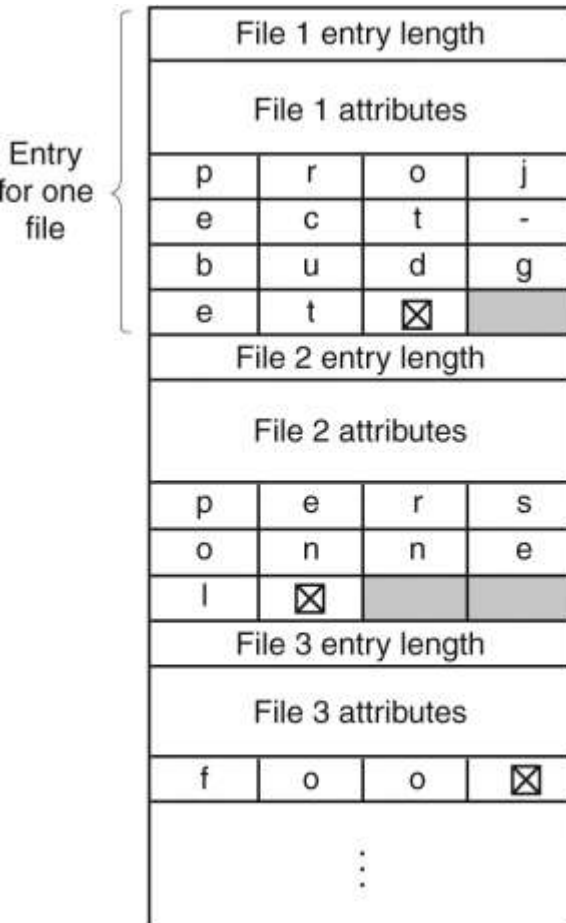 File 1 entry length
File 1 attributes
Entry
for one
file
p r o j
e c t -
b u d g
e t ☒
File 2 entry length
File 2 attributes
p e r s
o n n e
l ☒
File 3 entry length
File 3 attributes
f o o ☒
⋮